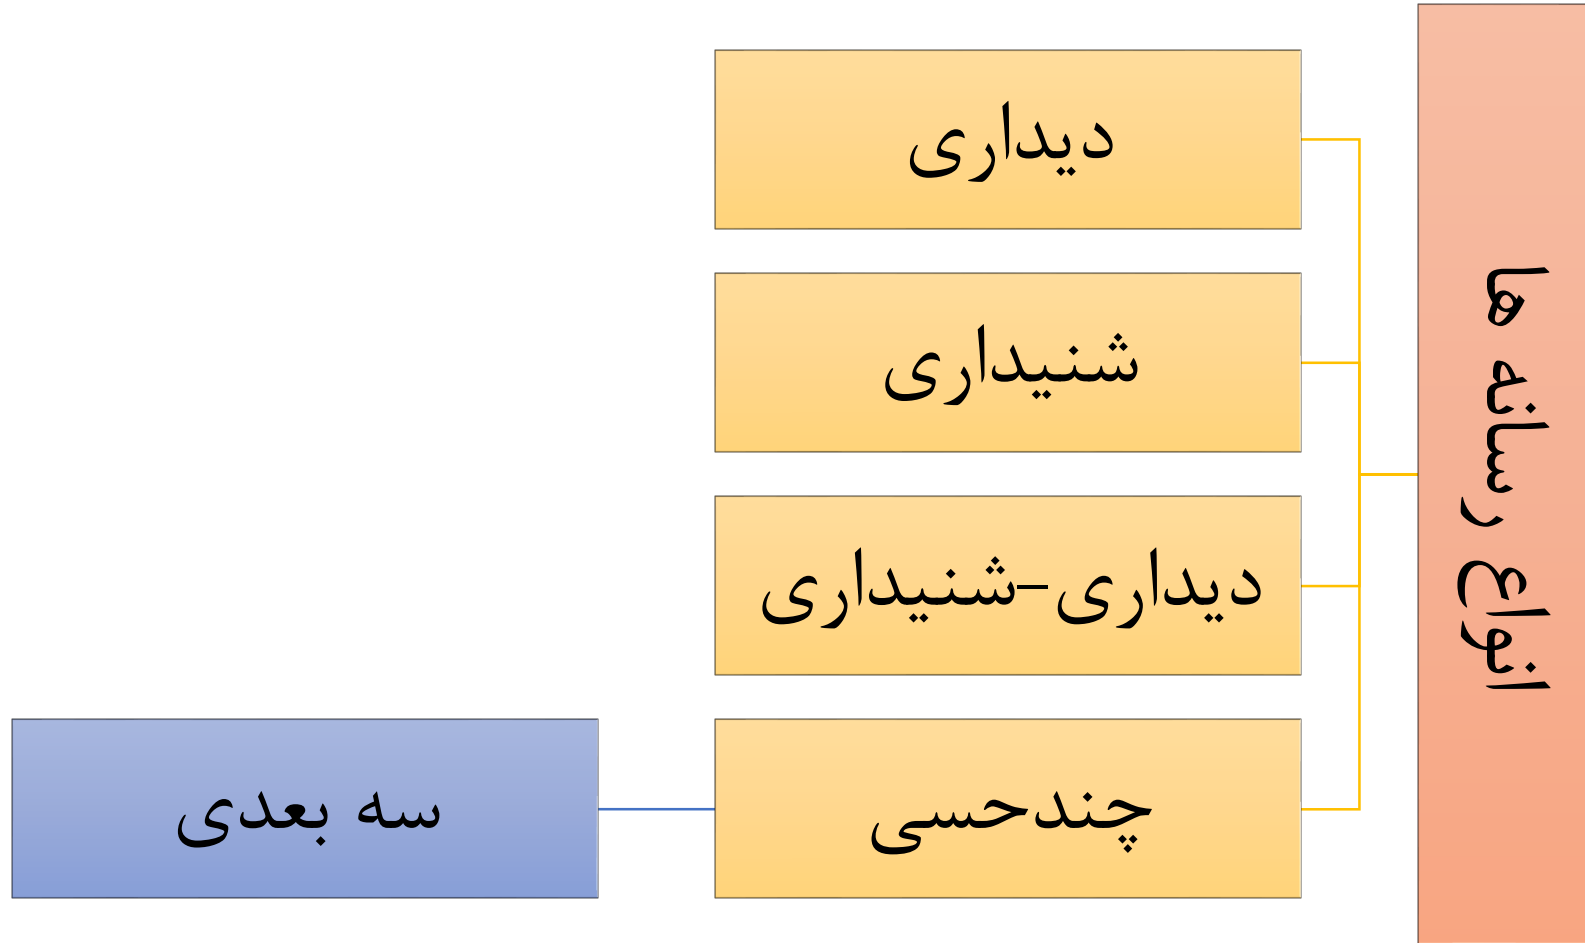 انواع رسانه ها
دیداری
شنیداری
دیداری-شنیداری
چندحسی
سه بعدی